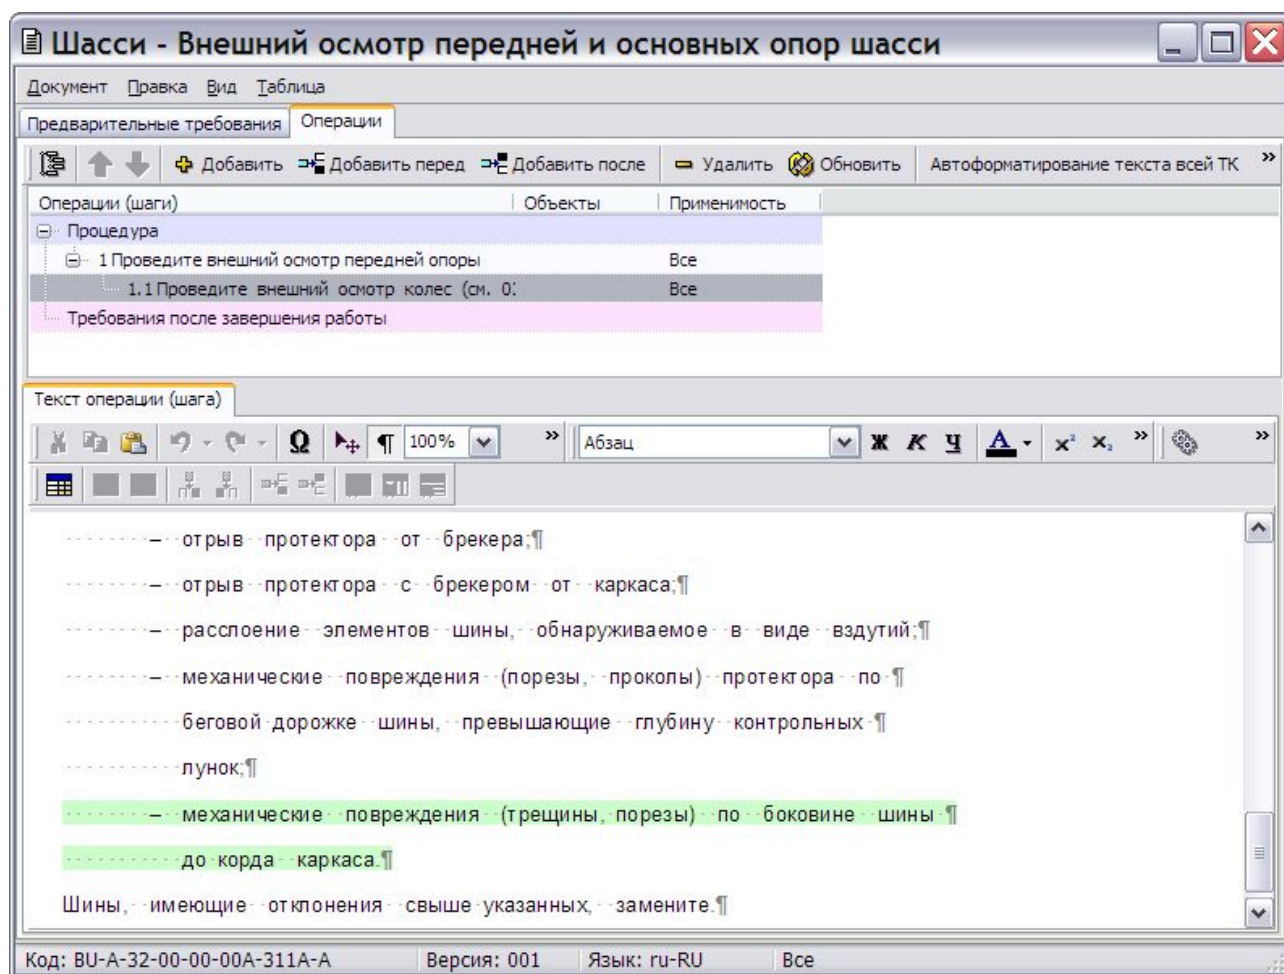 Шасси - Внешний осмотр передней и основных опор шасси
Документ Правка Вид Таблица
Предварительные требования Операции
Добавить Добавить перед Добавить после Удалить Обновить Автоформатирование текста всей ТК »
Операции (шаги) Объекты Применимость
Процедура
1 Проведите внешний осмотр передней опоры Все
1.1 Проведите внешний осмотр колес (см. 0: Все
Требования после завершения работы
Текст операции (шага)
Ω ¶ 100% » Абзац Ж К Ч А x² x₂ » »
– отрыв протектора от брекера;¶
– отрыв протектора с брекером от каркаса;¶
– расслоение элементов шины, обнаруживаемое в виде вздутий;¶
– механические повреждения (порезы, проколы) протектора по ¶
беговой дорожке шины, превышающие глубину контрольных ¶
лунок;¶
– механические повреждения (трещины, порезы) по боковине шины ¶
до корда каркаса.¶
Шины, имеющие отклонения свыше указанных, замените.¶
Код: BU-A-32-00-00-00A-311A-A Версия: 001 Язык: ru-RU Все